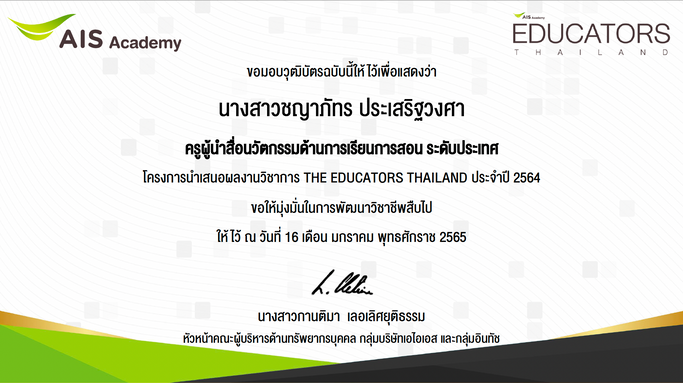 AIS Academy
AIS Academy
EDUCATORS
THAILAND
ขอมอบวุฒิบัตรฉบับนี้ให้ไว้เพื่อแสดงว่า
นางสาวชญาภัทร ประเสริฐวงศา
ครูผู้นำสื่อนวัตกรรมด้านการเรียนการสอน ระดับประเทศ
โครงการนำเสนอผลงานวิชาการ THE EDUCATORS THAILAND ประจำปี 2564
ขอให้มุ่งมั่นในการพัฒนาวิชาชีพสืบไป
ให้ไว้ ณ วันที่ 16 เดือน มกราคม พุทธศักราช 2565
นางสาวกานติมา เลอเลิศยุติธรรม
หัวหน้าคณะผู้บริหารด้านทรัพยากรบุคคล กลุ่มบริษัทเอไอเอส และกลุ่มอินทัช